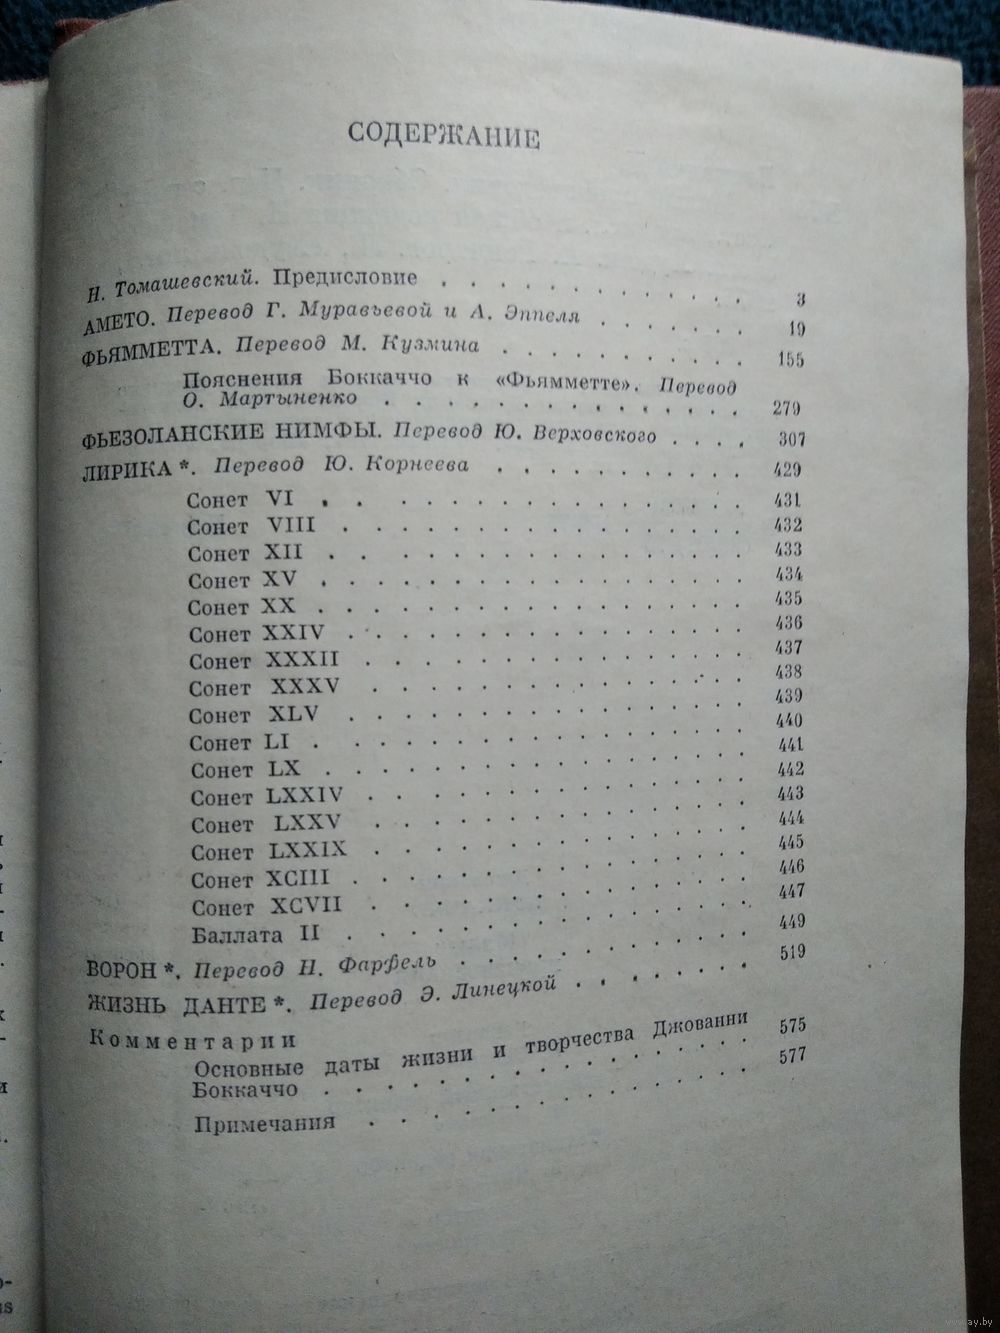 СОДЕРЖАНИЕ
Н. Томашевский. Предисловие . . . . . . . . . . . . 3
АМЕТО. Перевод Г. Муравьевой и А. Эппеля . . . . . . 19
ФЬЯММЕТТА. Перевод М. Кузмина . . . . . . . . . . 155
Пояснения Боккаччо к «Фьямметте». Перевод
О. Мартыненко . . . . . . . . . . . . . 279
ФЬЕЗОЛАНСКИЕ НИМФЫ. Перевод Ю. Верховского . . . . 307
ЛИРИКА *. Перевод Ю. Корнеева . . . . . . . . . . 429
Сонет VI . . . . . . . . . . . . . . . . 431
Сонет VIII . . . . . . . . . . . . . . . 432
Сонет XII . . . . . . . . . . . . . . . 433
Сонет XV . . . . . . . . . . . . . . . . 434
Сонет XX . . . . . . . . . . . . . . . . 435
Сонет XXIV . . . . . . . . . . . . . . . 436
Сонет XXXII . . . . . . . . . . . . . . 437
Сонет XXXV . . . . . . . . . . . . . . 438
Сонет XLV . . . . . . . . . . . . . . . 439
Сонет LI . . . . . . . . . . . . . . . . 440
Сонет LX . . . . . . . . . . . . . . . . 441
Сонет LXXIV . . . . . . . . . . . . . . 442
Сонет LXXV . . . . . . . . . . . . . . 443
Сонет LXXIX . . . . . . . . . . . . . . 444
Сонет XCIII . . . . . . . . . . . . . . 445
Сонет XCVII . . . . . . . . . . . . . . 446
Баллата II . . . . . . . . . . . . . . . 447
ВОРОН *. Перевод Н. Фарфель . . . . . . . . . . . 449
ЖИЗНЬ ДАНТЕ *. Перевод Э. Линецкой . . . . . . . 519
Комментарии
Основные даты жизни и творчества Джованни
Боккаччо . . . . . . . . . . . . . . . 575
Примечания . . . . . . . . . . . . . . 577
www.ay.by